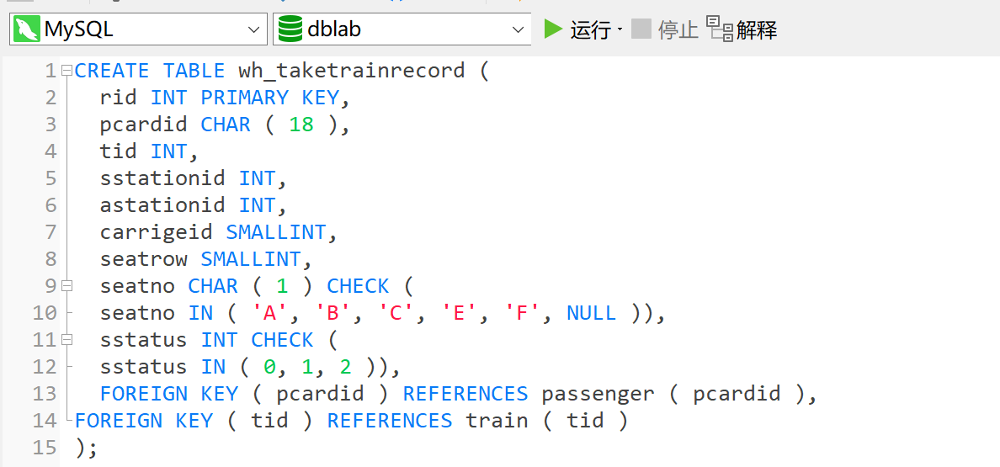 MySQL dblab 运行 停止 解释
1 CREATE TABLE wh_taketrainrecord (
2 rid INT PRIMARY KEY,
3 pcardid CHAR ( 18 ),
4 tid INT,
5 sstationid INT,
6 astationid INT,
7 carrigeid SMALLINT,
8 seatrow SMALLINT,
9 seatno CHAR ( 1 ) CHECK (
10 seatno IN ( 'A', 'B', 'C', 'E', 'F', NULL )),
11 sstatus INT CHECK (
12 sstatus IN ( 0, 1, 2 )),
13 FOREIGN KEY ( pcardid ) REFERENCES passenger ( pcardid ),
14 FOREIGN KEY ( tid ) REFERENCES train ( tid )
15 );